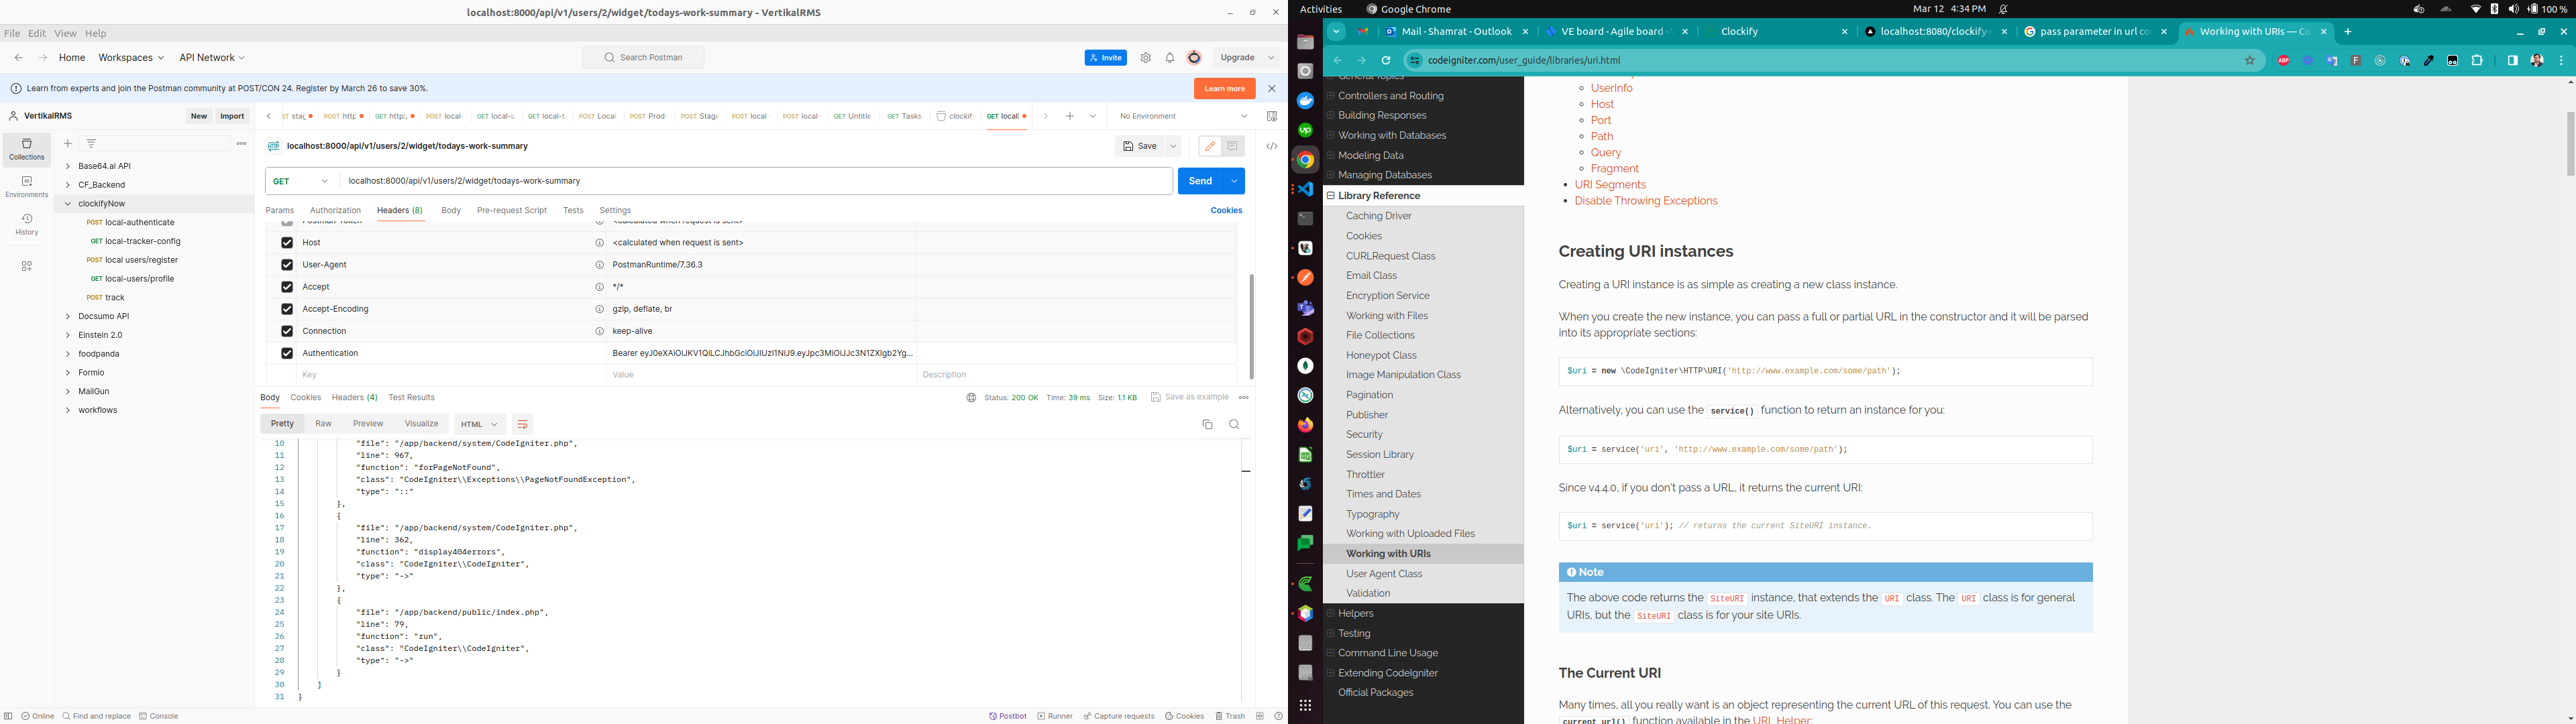 localhost:8000/api/v1/users/2/widget/todays-work-summary - VertikalRMS
File Edit View Help
Home Workspaces API Network
Search Postman
Invite
Upgrade
Learn from experts and join the Postman community at POST/CON 24. Register by March 26 to save 30%.
Learn more
VertikalRMS
New Import
POST http: GET http: POST local- GET local-u GET local-t POST Local POST Prod- POST Stage POST local POST local- GET Untitle GET Tasks clockif GET local
No Environment
Collections
Environments
History
Base64.ai API
CF_Backend
clockifyNow
POST local-authenticate
GET local-tracker-config
POST local users/register
GET local-users/profile
POST track
Docsumo API
Einstein 2.0
foodpanda
Formio
MailGun
workflows
HTTP localhost:8000/api/v1/users/2/widget/todays-work-summary
Save
GET localhost:8000/api/v1/users/2/widget/todays-work-summary
Send
Params Authorization Headers (8) Body Pre-request Script Tests Settings
Cookies
Host <calculated when request is sent>
User-Agent PostmanRuntime/7.36.3
Accept */*
Accept-Encoding gzip, deflate, br
Connection keep-alive
Authentication Bearer eyJ0eXAiOiJKV1QiLCJhbGciOiJIUzI1NiJ9.eyJpc3MiOiJJc3N1ZXIgb2Yg...
Key Value Description
Body Cookies Headers (4) Test Results
Status: 200 OK Time: 39 ms Size: 1.1 KB Save as example
Pretty Raw Preview Visualize HTML
10 "file": "/app/backend/system/CodeIgniter.php",
11 "line": 967,
12 "function": "forPageNotFound",
13 "class": "CodeIgniter\\Exceptions\\PageNotFoundException",
14 "type": "::"
15 },
16 {
17 "file": "/app/backend/system/CodeIgniter.php",
18 "line": 362,
19 "function": "display404errors",
20 "class": "CodeIgniter\\CodeIgniter",
21 "type": "->"
22 },
23 {
24 "file": "/app/backend/public/index.php",
25 "line": 79,
26 "function": "run",
27 "class": "CodeIgniter\\CodeIgniter",
28 "type": "->"
29 }
30 ]
31 }
Online Find and replace Console
Postbot Runner Capture requests Cookies Trash
Activities Google Chrome
Mar 12 4:34 PM
100 %
Mail - Shamrat - Outlook
VE board - Agile board -
Clockify
localhost:8080/clockify-
pass parameter in url co
Working with URIs — Co
codeigniter.com/user_guide/libraries/uri.html
General Topics
Controllers and Routing
Building Responses
Working with Databases
Modeling Data
Managing Databases
Library Reference
Caching Driver
Cookies
CURLRequest Class
Email Class
Encryption Service
Working with Files
File Collections
Honeypot Class
Image Manipulation Class
Pagination
Publisher
Security
Session Library
Throttler
Times and Dates
Typography
Working with Uploaded Files
Working with URIs
User Agent Class
Validation
Helpers
Testing
Command Line Usage
Extending CodeIgniter
Official Packages
UserInfo
Host
Port
Path
Query
Fragment
URI Segments
Disable Throwing Exceptions
Creating URI instances
Creating a URI instance is as simple as creating a new class instance.
When you create the new instance, you can pass a full or partial URL in the constructor and it will be parsed
into its appropriate sections:
$uri = new \CodeIgniter\HTTP\URI('http://www.example.com/some/path');
Alternatively, you can use the service() function to return an instance for you:
$uri = service('uri', 'http://www.example.com/some/path');
Since v4.4.0, if you don't pass a URL, it returns the current URI:
$uri = service('uri'); // returns the current SiteURI instance.
Note
The above code returns the SiteURI instance, that extends the URI class. The URI class is for general
URIs, but the SiteURI class is for your site URIs.
The Current URI
Many times, all you really want is an object representing the current URL of this request. You can use the
current_url() function available in the URL Helper: